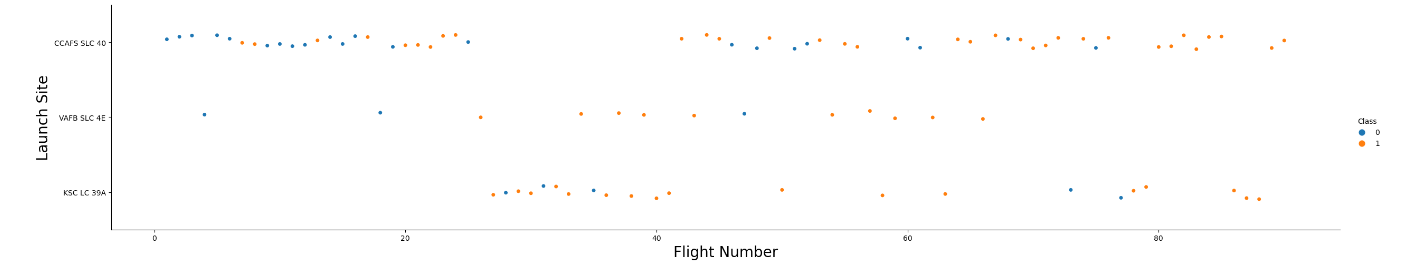 Launch Site
CCAFS SLC 40
VAFB SLC 4E
KSC LC 39A
0 20 40 60 80
Flight Number
Class
0
1